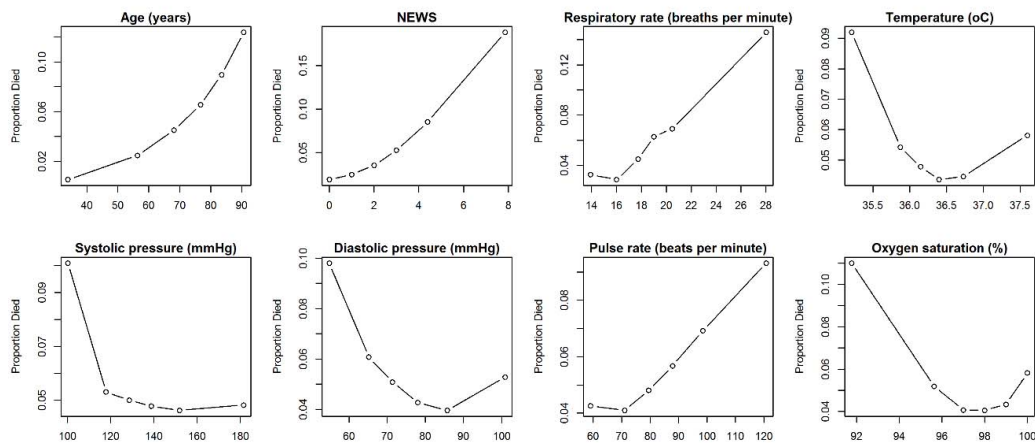 Age (years)
Proportion Died
0.02 0.06 0.10
40 50 60 70 80 90
NEWS
Proportion Died
0.05 0.10 0.15
0 2 4 6 8
Respiratory rate (breaths per minute)
Proportion Died
0.04 0.08 0.12
14 16 18 20 22 24 26 28
Temperature (oC)
Proportion Died
0.05 0.06 0.07 0.08 0.09
35.5 36.0 36.5 37.0 37.5
Systolic pressure (mmHg)
Proportion Died
0.05 0.07 0.09
100 120 140 160 180
Diastolic pressure (mmHg)
Proportion Died
0.04 0.06 0.08 0.10
60 70 80 90 100
Pulse rate (beats per minute)
Proportion Died
0.04 0.06 0.08
60 70 80 90 100 110 120
Oxygen saturation (%)
Proportion Died
0.04 0.06 0.08 0.10
92 94 96 98 100